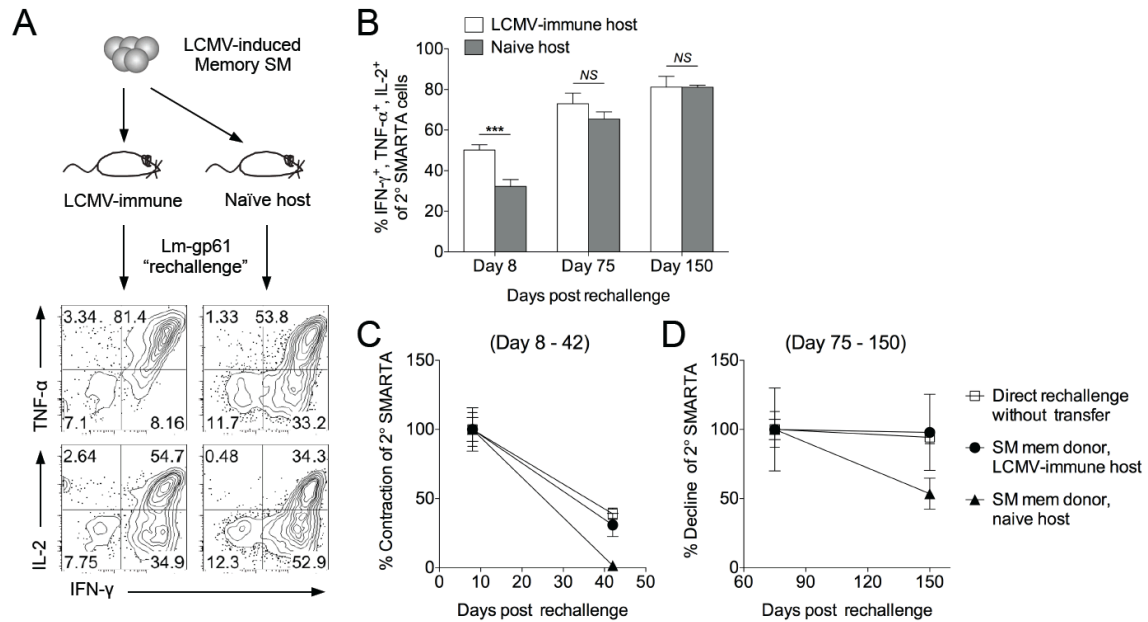 A
LCMV-induced
Memory SM
LCMV-immune
Naïve host
Lm-gp61
“rechallenge”
3.34 81.4
7.1 8.16
1.33 53.8
11.7 33.2
TNF-α
2.64 54.7
7.75 34.9
0.48 34.3
12.3 52.9
IL-2
IFN-γ
B
LCMV-immune host
Naive host
% IFN-γ⁺, TNF-α⁺, IL-2⁺
of 2° SMARTA cells
100
80
60
40
20
0
***
NS
NS
Day 8 Day 75 Day 150
Days post rechallenge
C
(Day 8 - 42)
% Contraction of 2° SMARTA
150
100
50
0
0 10 20 30 40 50
Days post rechallenge
D
(Day 75 - 150)
% Decline of 2° SMARTA
150
100
50
0
60 90 120 150
Days post rechallenge
Direct rechallenge
without transfer
SM mem donor,
LCMV-immune host
SM mem donor,
naive host